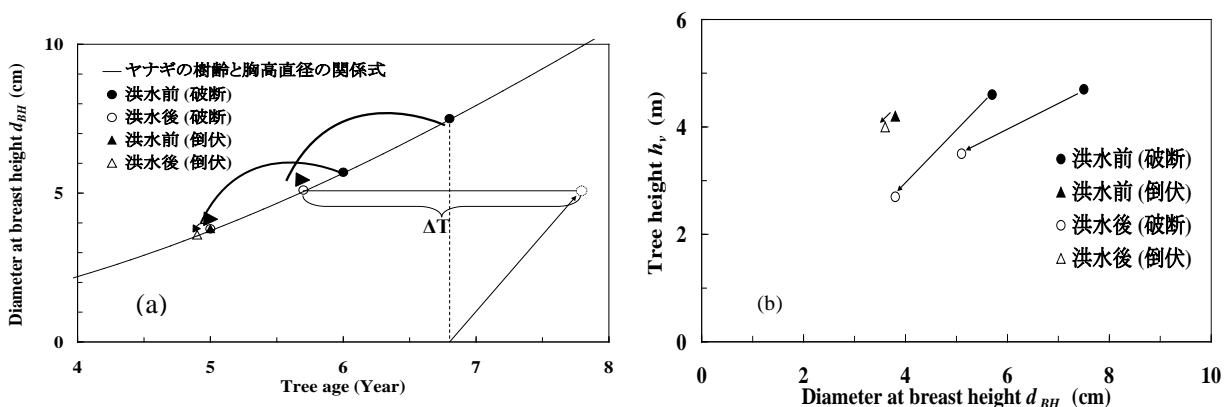 10
ヤナギの樹齢と胸高直径の関係式
洪水前 (破断)
洪水後 (破断)
洪水前 (倒伏)
洪水後 (倒伏)
5
0
ΔT
(a)
4 5 6 7 8
Tree age (Year)
Diameter at breast height d_BH (cm)
6
4
2
0
洪水前 (破断)
洪水前 (倒伏)
洪水後 (破断)
洪水後 (倒伏)
(b)
0 2 4 6 8 10
Diameter at breast height d_BH (cm)
Tree height h_v (m)